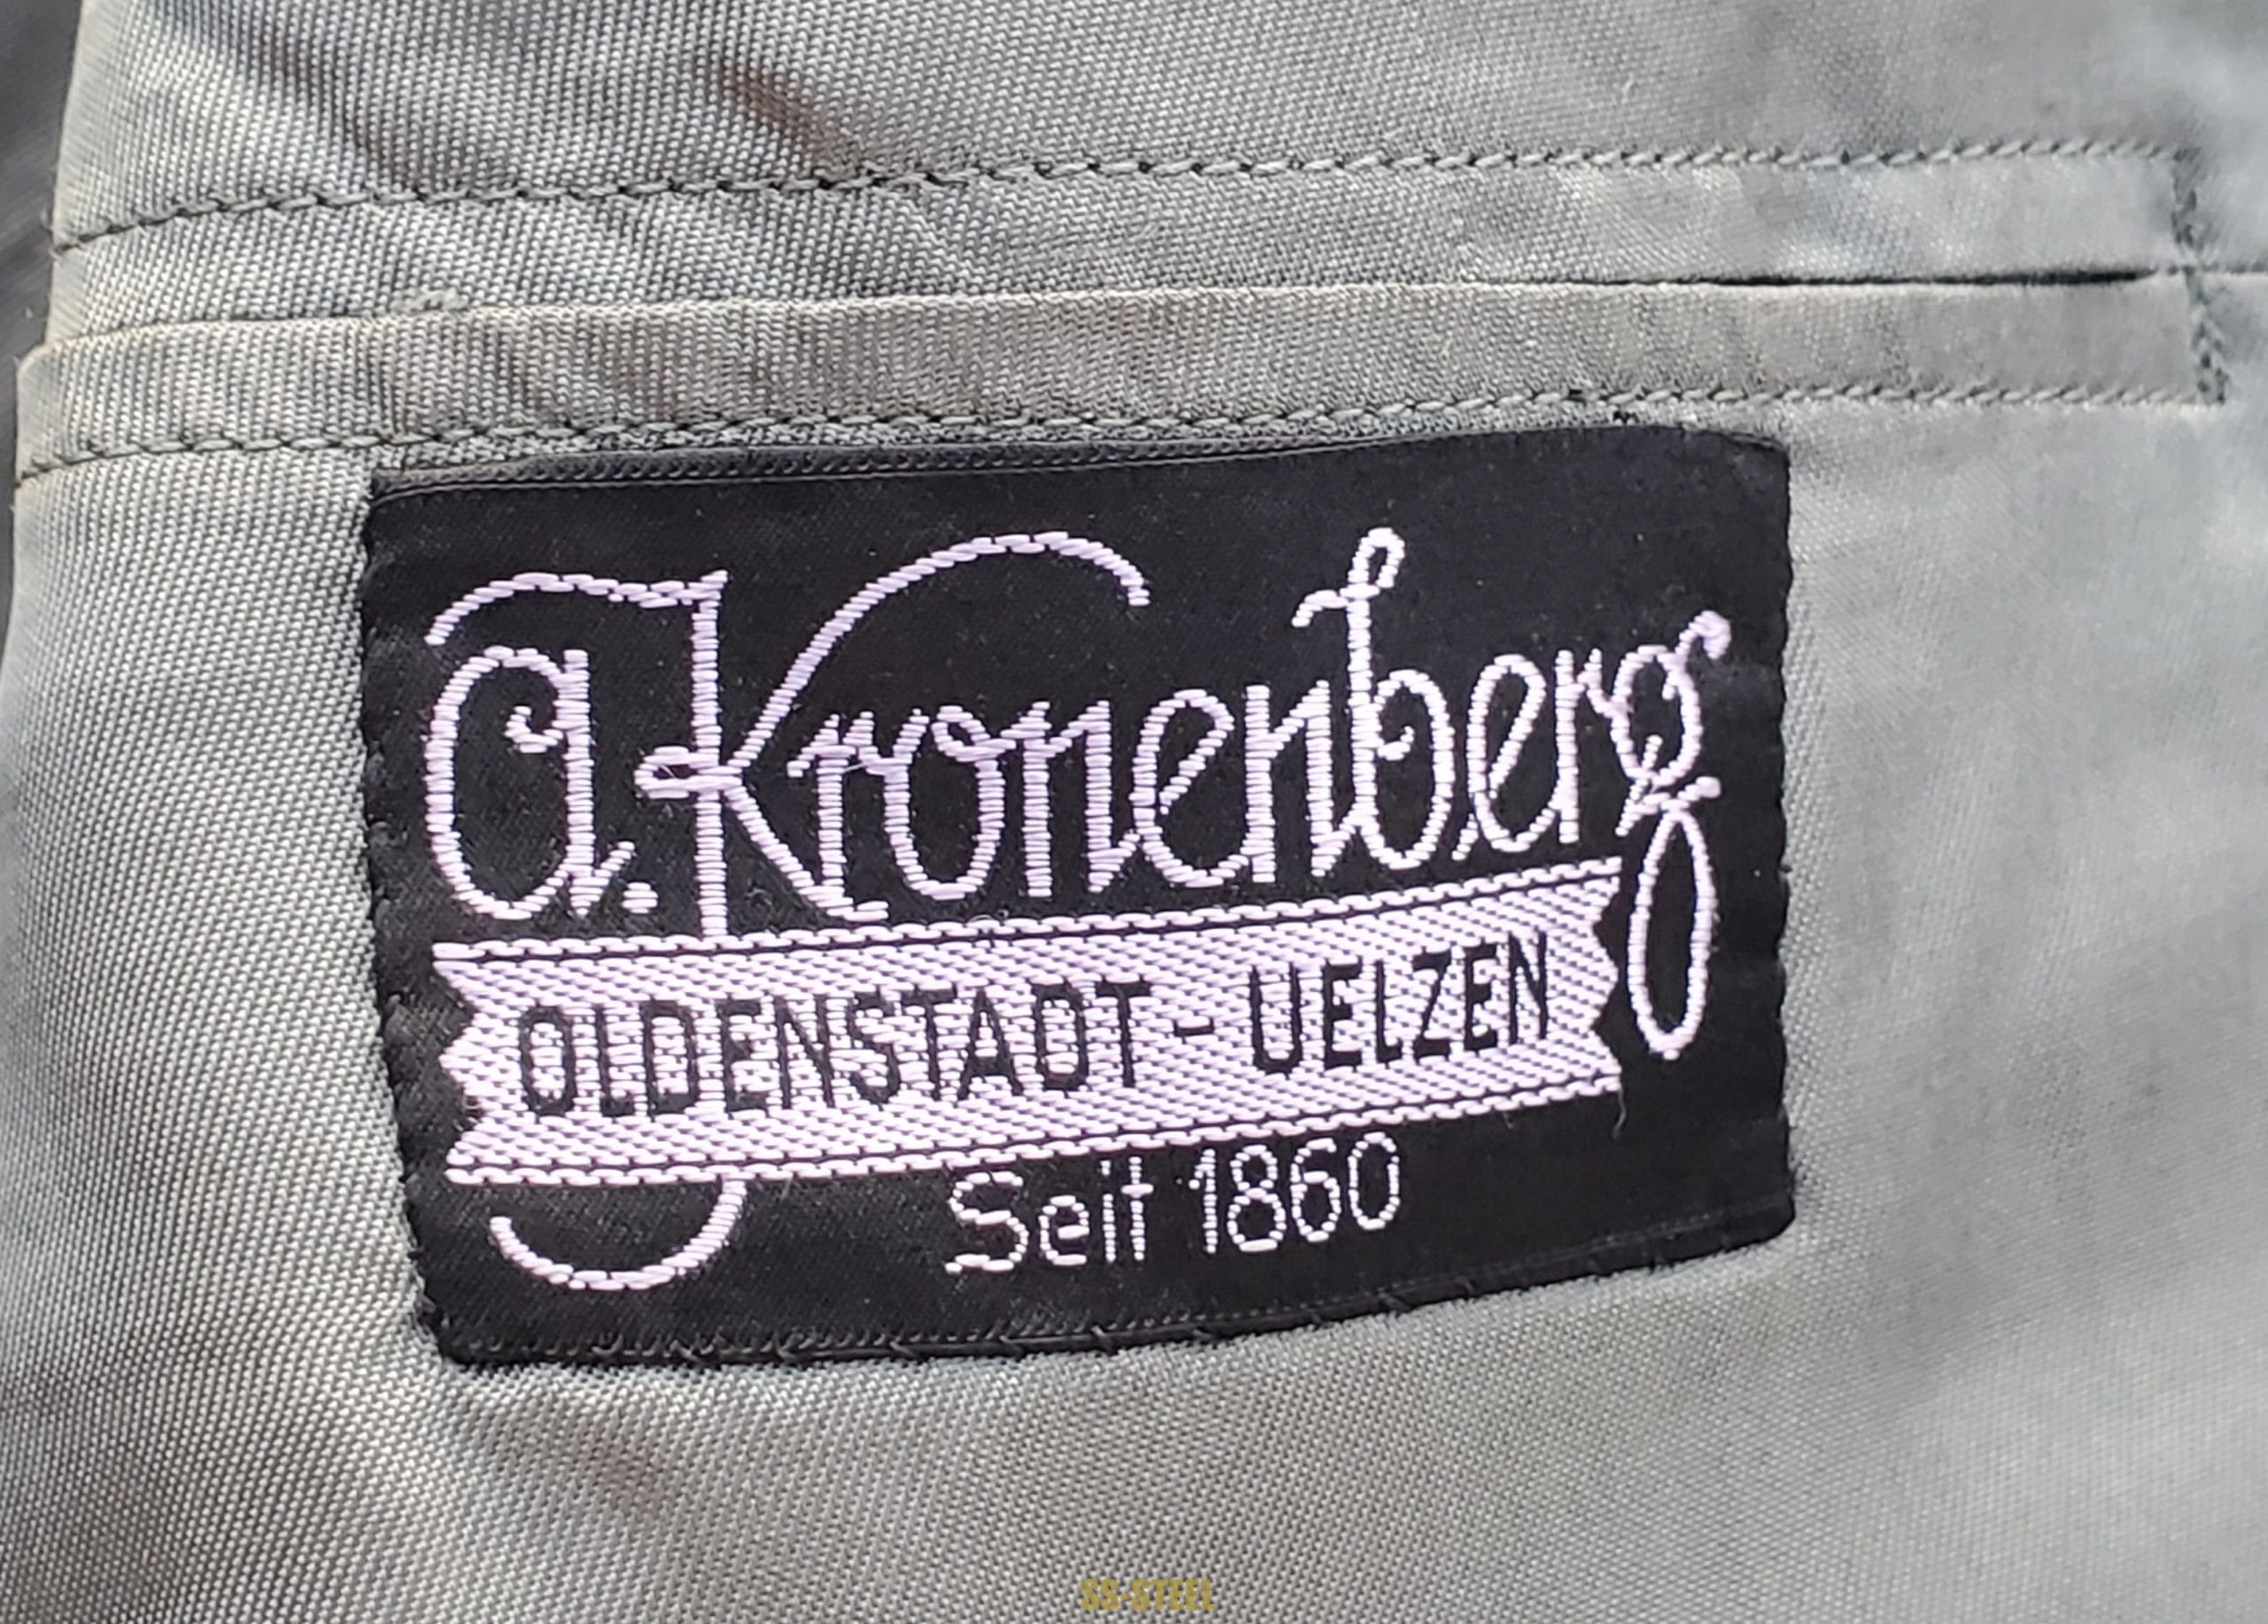 A. Kronenberg
OLDENSTADT - UELZEN
Seit 1860
SS-STEEL